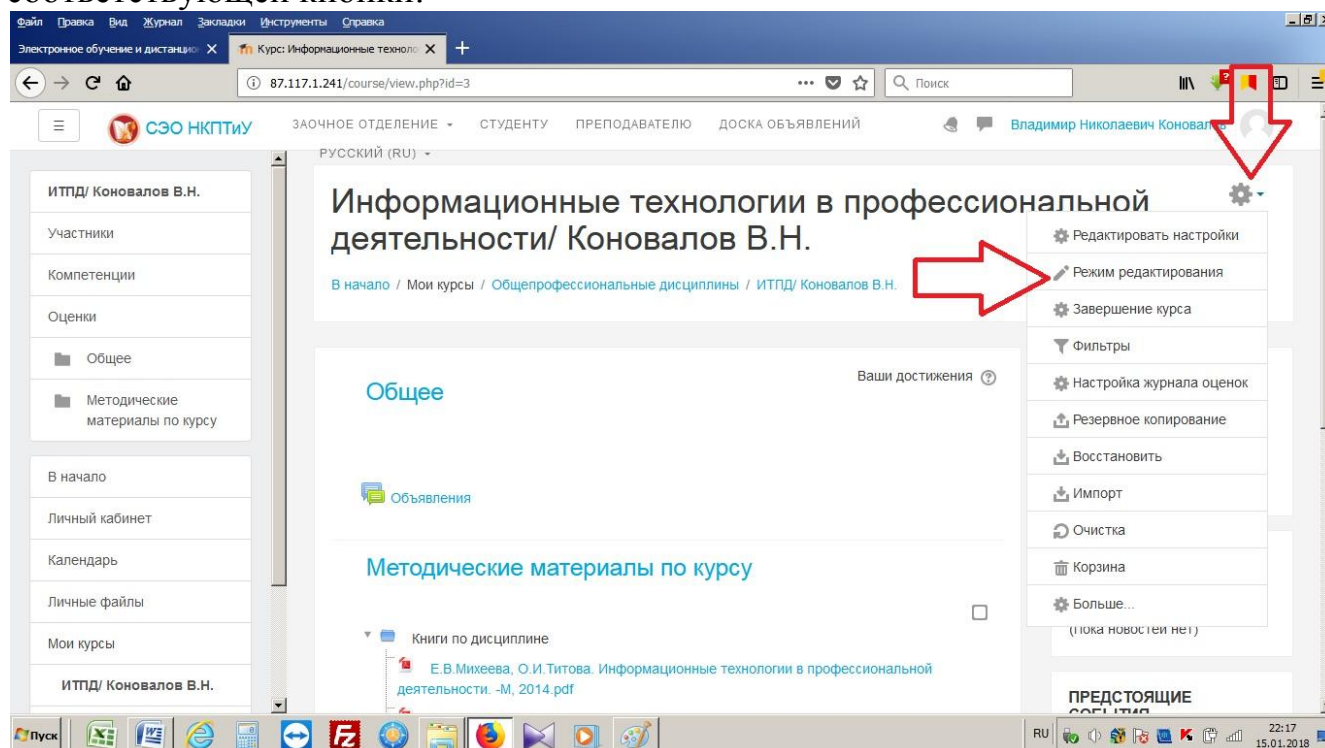 соответствующей кнопки.
Файл Правка Вид Журнал Закладки Инструменты Справка
Электронное обучение и дистанцио
Курс: Информационные техноло
87.117.1.241/course/view.php?id=3
Поиск
СЭО НКПТиУ
ЗАОЧНОЕ ОТДЕЛЕНИЕ СТУДЕНТУ ПРЕПОДАВАТЕЛЮ ДОСКА ОБЪЯВЛЕНИЙ
Владимир Николаевич Коновалов
РУССКИЙ (RU)
ИТПД/ Коновалов В.Н.
Участники
Компетенции
Оценки
Общее
Методические
материалы по курсу
В начало
Личный кабинет
Календарь
Личные файлы
Мои курсы
ИТПД/ Коновалов В.Н.
Информационные технологии в профессиональной
деятельности/ Коновалов В.Н.
В начало / Мои курсы / Общепрофессиональные дисциплины / ИТПД/ Коновалов В.Н.
Редактировать настройки
Режим редактирования
Завершение курса
Фильтры
Настройка журнала оценок
Резервное копирование
Восстановить
Импорт
Очистка
Корзина
Больше...
Ваши достижения
Общее
Объявления
Методические материалы по курсу
Книги по дисциплине
Е.В.Михеева, О.И.Титова. Информационные технологии в профессиональной
деятельности. -М, 2014.pdf
(Пока новостей нет)
ПРЕДСТОЯЩИЕ
СОБЫТИЯ
Пуск
RU
22:17
15.01.2018